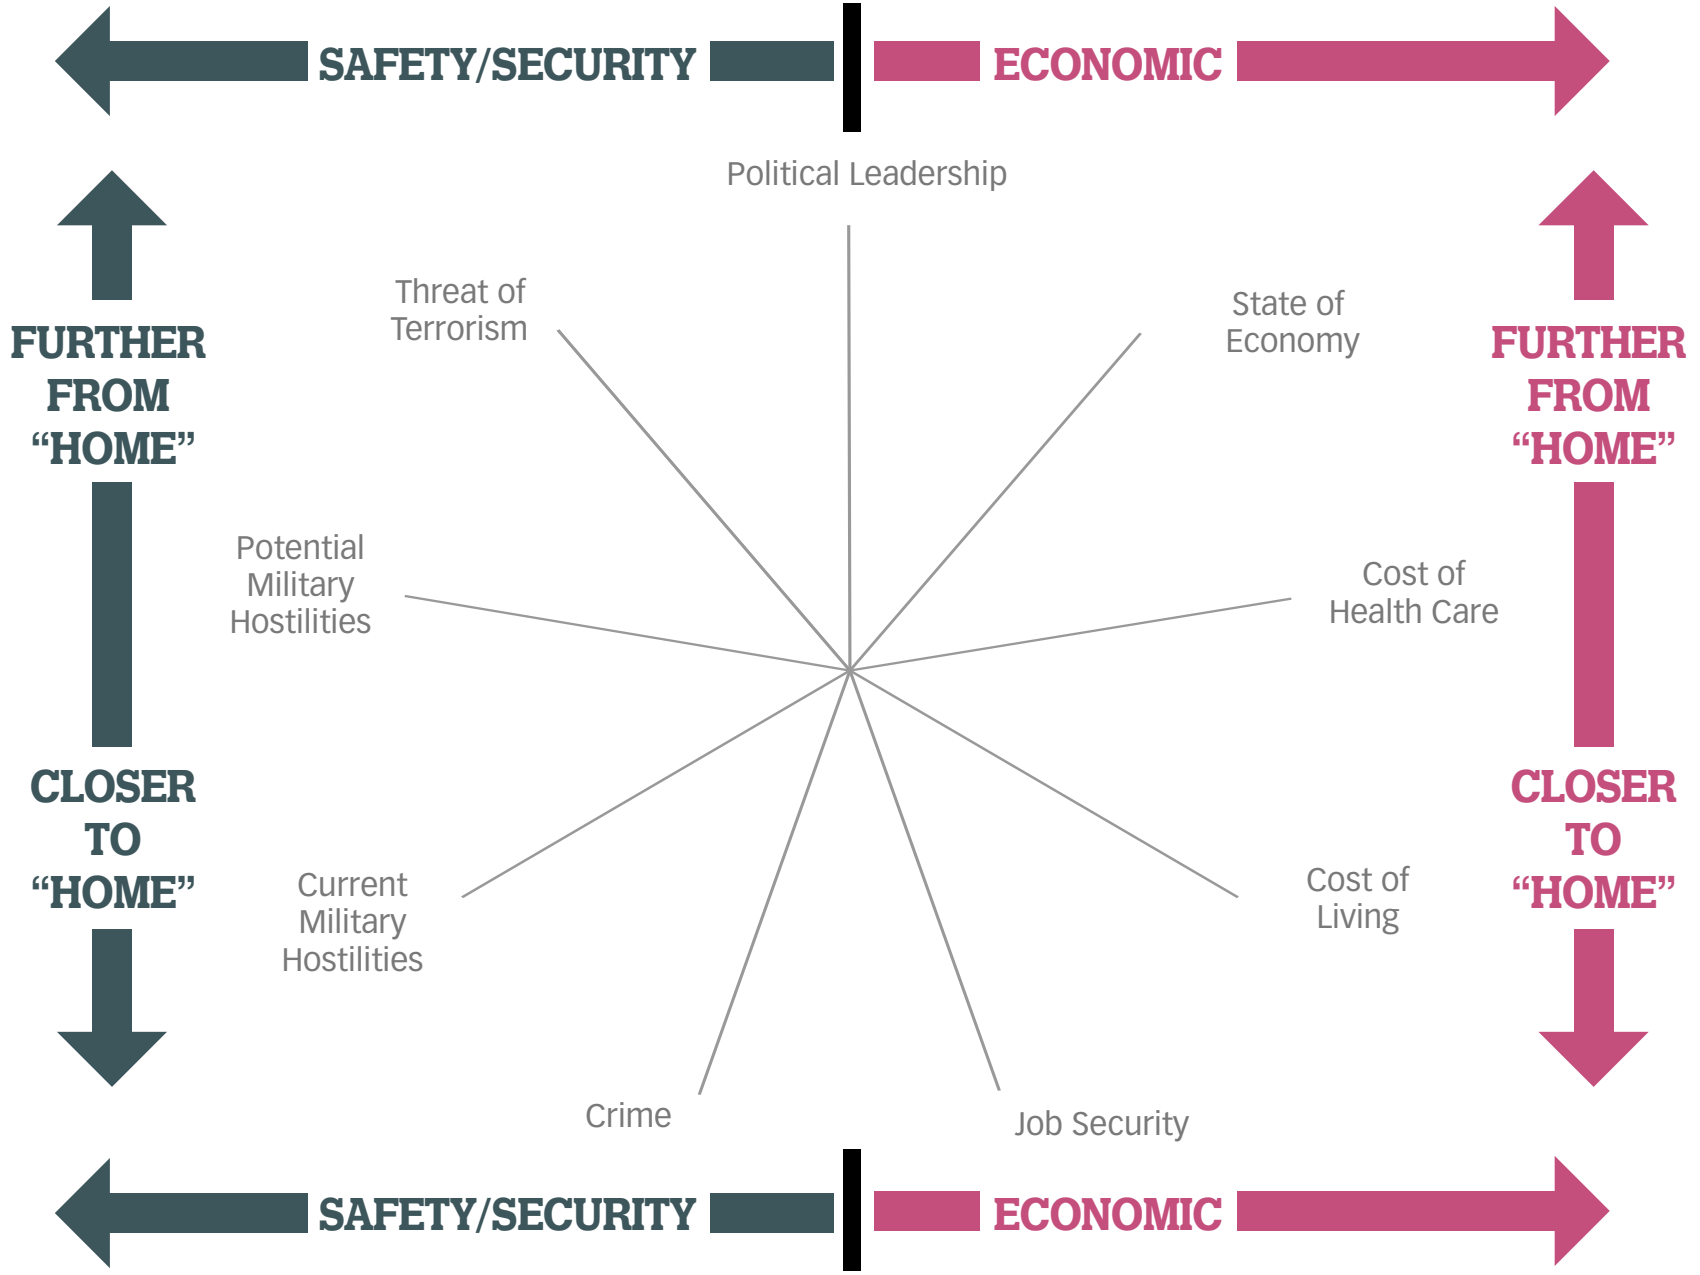 SAFETY/SECURITY
ECONOMIC
Political Leadership
Threat of
Terrorism
State of
Economy
FURTHER
FROM
“HOME”
FURTHER
FROM
“HOME”
Potential
Military
Hostilities
Cost of
Health Care
CLOSER
TO
“HOME”
CLOSER
TO
“HOME”
Current
Military
Hostilities
Cost of
Living
Crime
Job Security
SAFETY/SECURITY
ECONOMIC